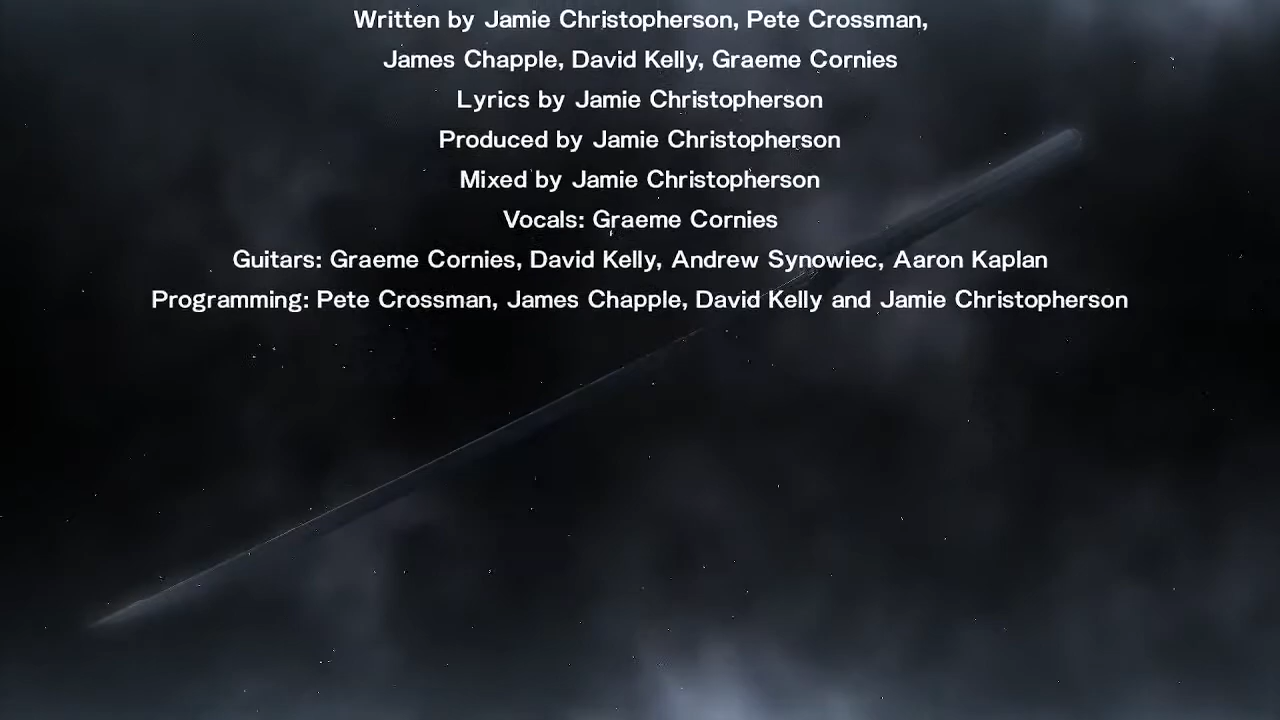 Written by Jamie Christopherson, Pete Crossman,
James Chapple, David Kelly, Graeme Cornies
Lyrics by Jamie Christopherson
Produced by Jamie Christopherson
Mixed by Jamie Christopherson
Vocals: Graeme Cornies
Guitars: Graeme Cornies, David Kelly, Andrew Synowiec, Aaron Kaplan
Programming: Pete Crossman, James Chapple, David Kelly and Jamie Christopherson